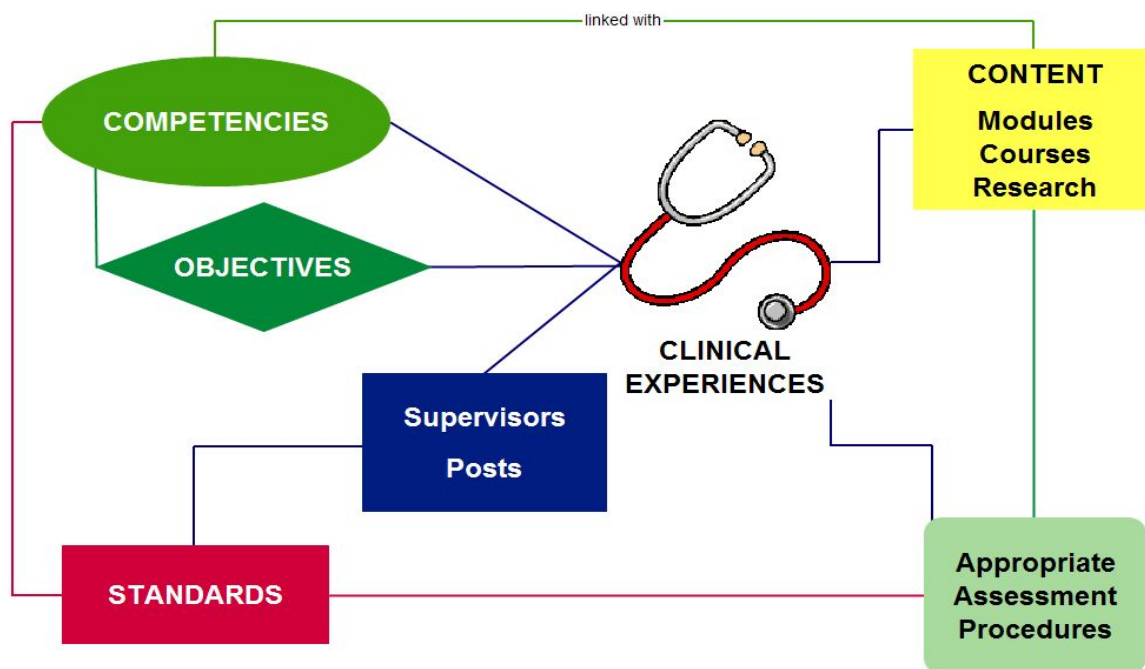 linked with
COMPETENCIES
CONTENT
Modules
Courses
Research
OBJECTIVES
CLINICAL
EXPERIENCES
Supervisors
Posts
STANDARDS
Appropriate
Assessment
Procedures